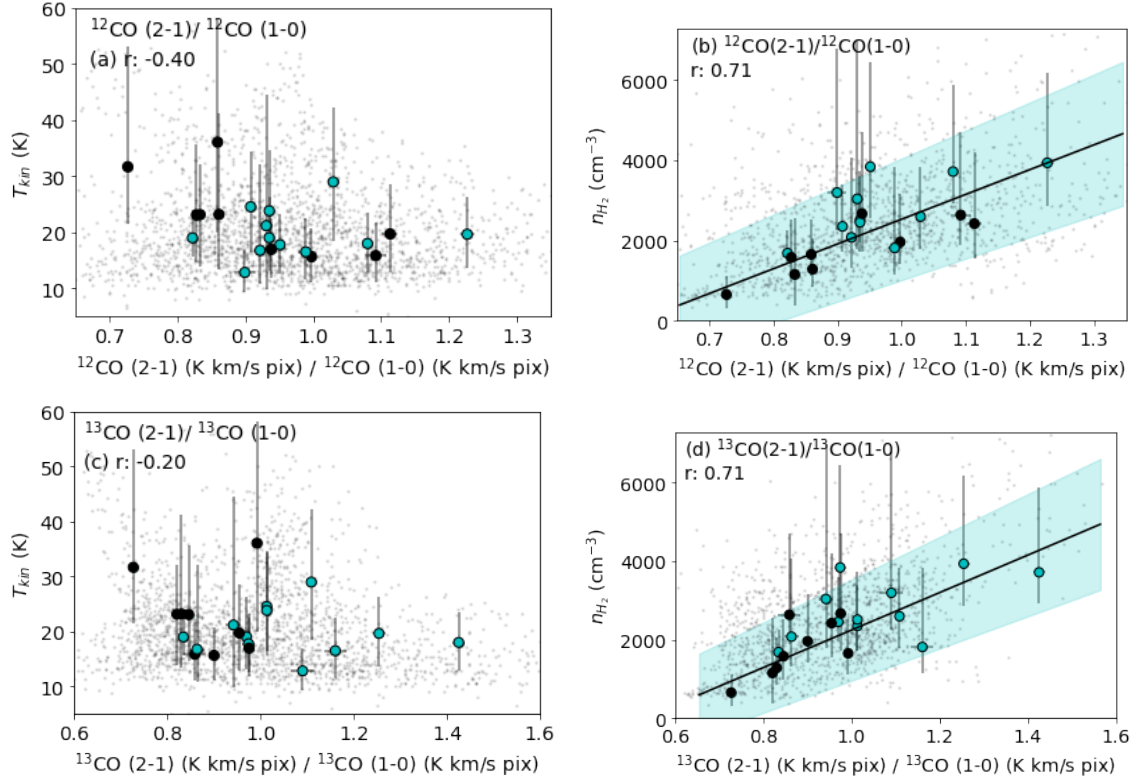 60
50
40
30
20
10
T_kin (K)
¹²CO (2-1)/ ¹²CO (1-0)
(a) r: -0.40
0.7 0.8 0.9 1.0 1.1 1.2 1.3
¹²CO (2-1) (K km/s pix) / ¹²CO (1-0) (K km/s pix)
6000
4000
2000
0
n_H₂ (cm⁻³)
(b) ¹²CO(2-1)/¹²CO(1-0)
r: 0.71
0.7 0.8 0.9 1.0 1.1 1.2 1.3
¹²CO (2-1) (K km/s pix) / ¹²CO (1-0) (K km/s pix)
60
50
40
30
20
10
T_kin (K)
¹³CO (2-1)/ ¹³CO (1-0)
(c) r: -0.20
0.6 0.8 1.0 1.2 1.4 1.6
¹³CO (2-1) (K km/s pix) / ¹³CO (1-0) (K km/s pix)
6000
4000
2000
0
n_H₂ (cm⁻³)
(d) ¹³CO(2-1)/¹³CO(1-0)
r: 0.71
0.6 0.8 1.0 1.2 1.4 1.6
¹³CO (2-1) (K km/s pix) / ¹³CO (1-0) (K km/s pix)